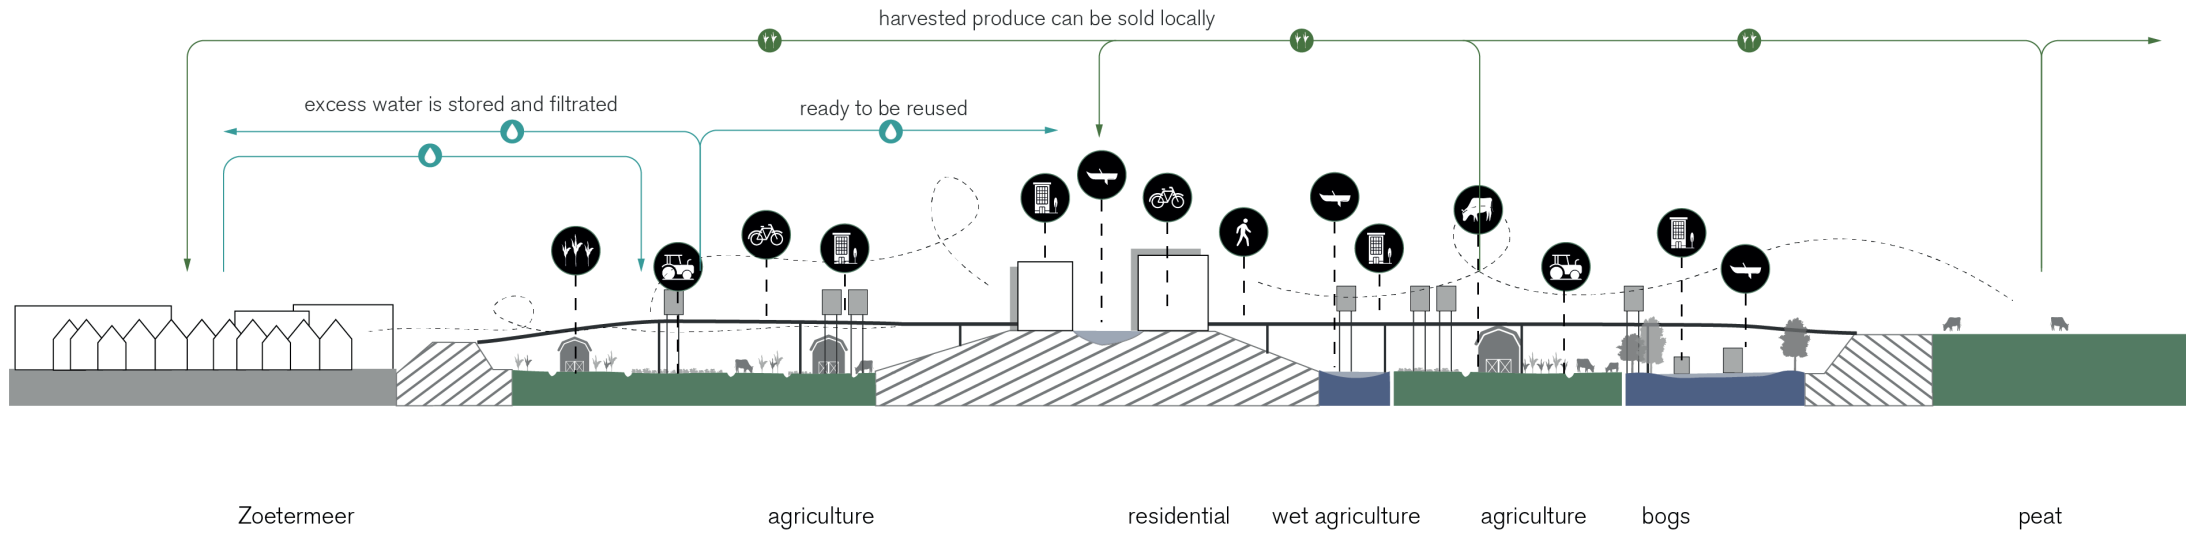 harvested produce can be sold locally
excess water is stored and filtrated
ready to be reused
Zoetermeer
agriculture
residential
wet agriculture
agriculture
bogs
peat